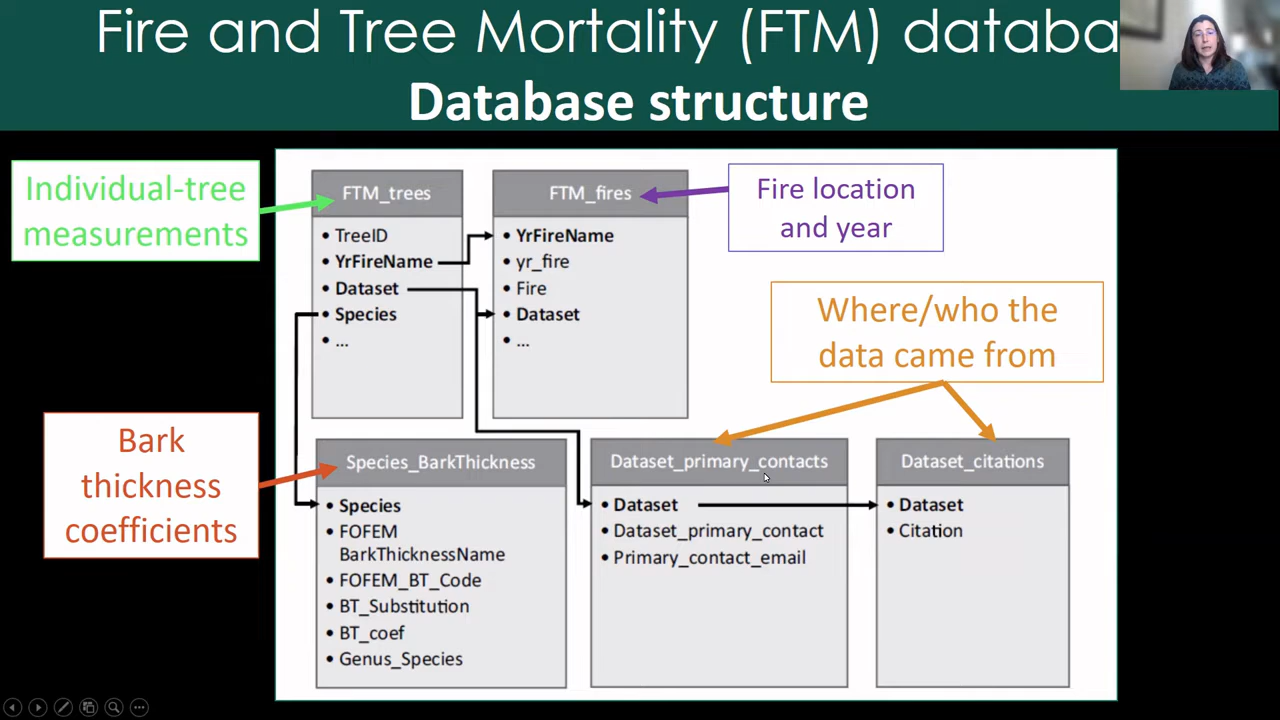 Fire and Tree Mortality (FTM) databa
Database structure
Individual-tree
measurements
FTM_trees
• TreeID
• YrFireName
• Dataset
• Species
• ...
FTM_fires
• YrFireName
• yr_fire
• Fire
• Dataset
• ...
Fire location
and year
Where/who the
data came from
Bark
thickness
coefficients
Species_BarkThickness
• Species
• FOFEM
BarkThicknessName
• FOFEM_BT_Code
• BT_Substitution
• BT_coef
• Genus_Species
Dataset_primary_contacts
• Dataset
• Dataset_primary_contact
• Primary_contact_email
Dataset_citations
• Dataset
• Citation